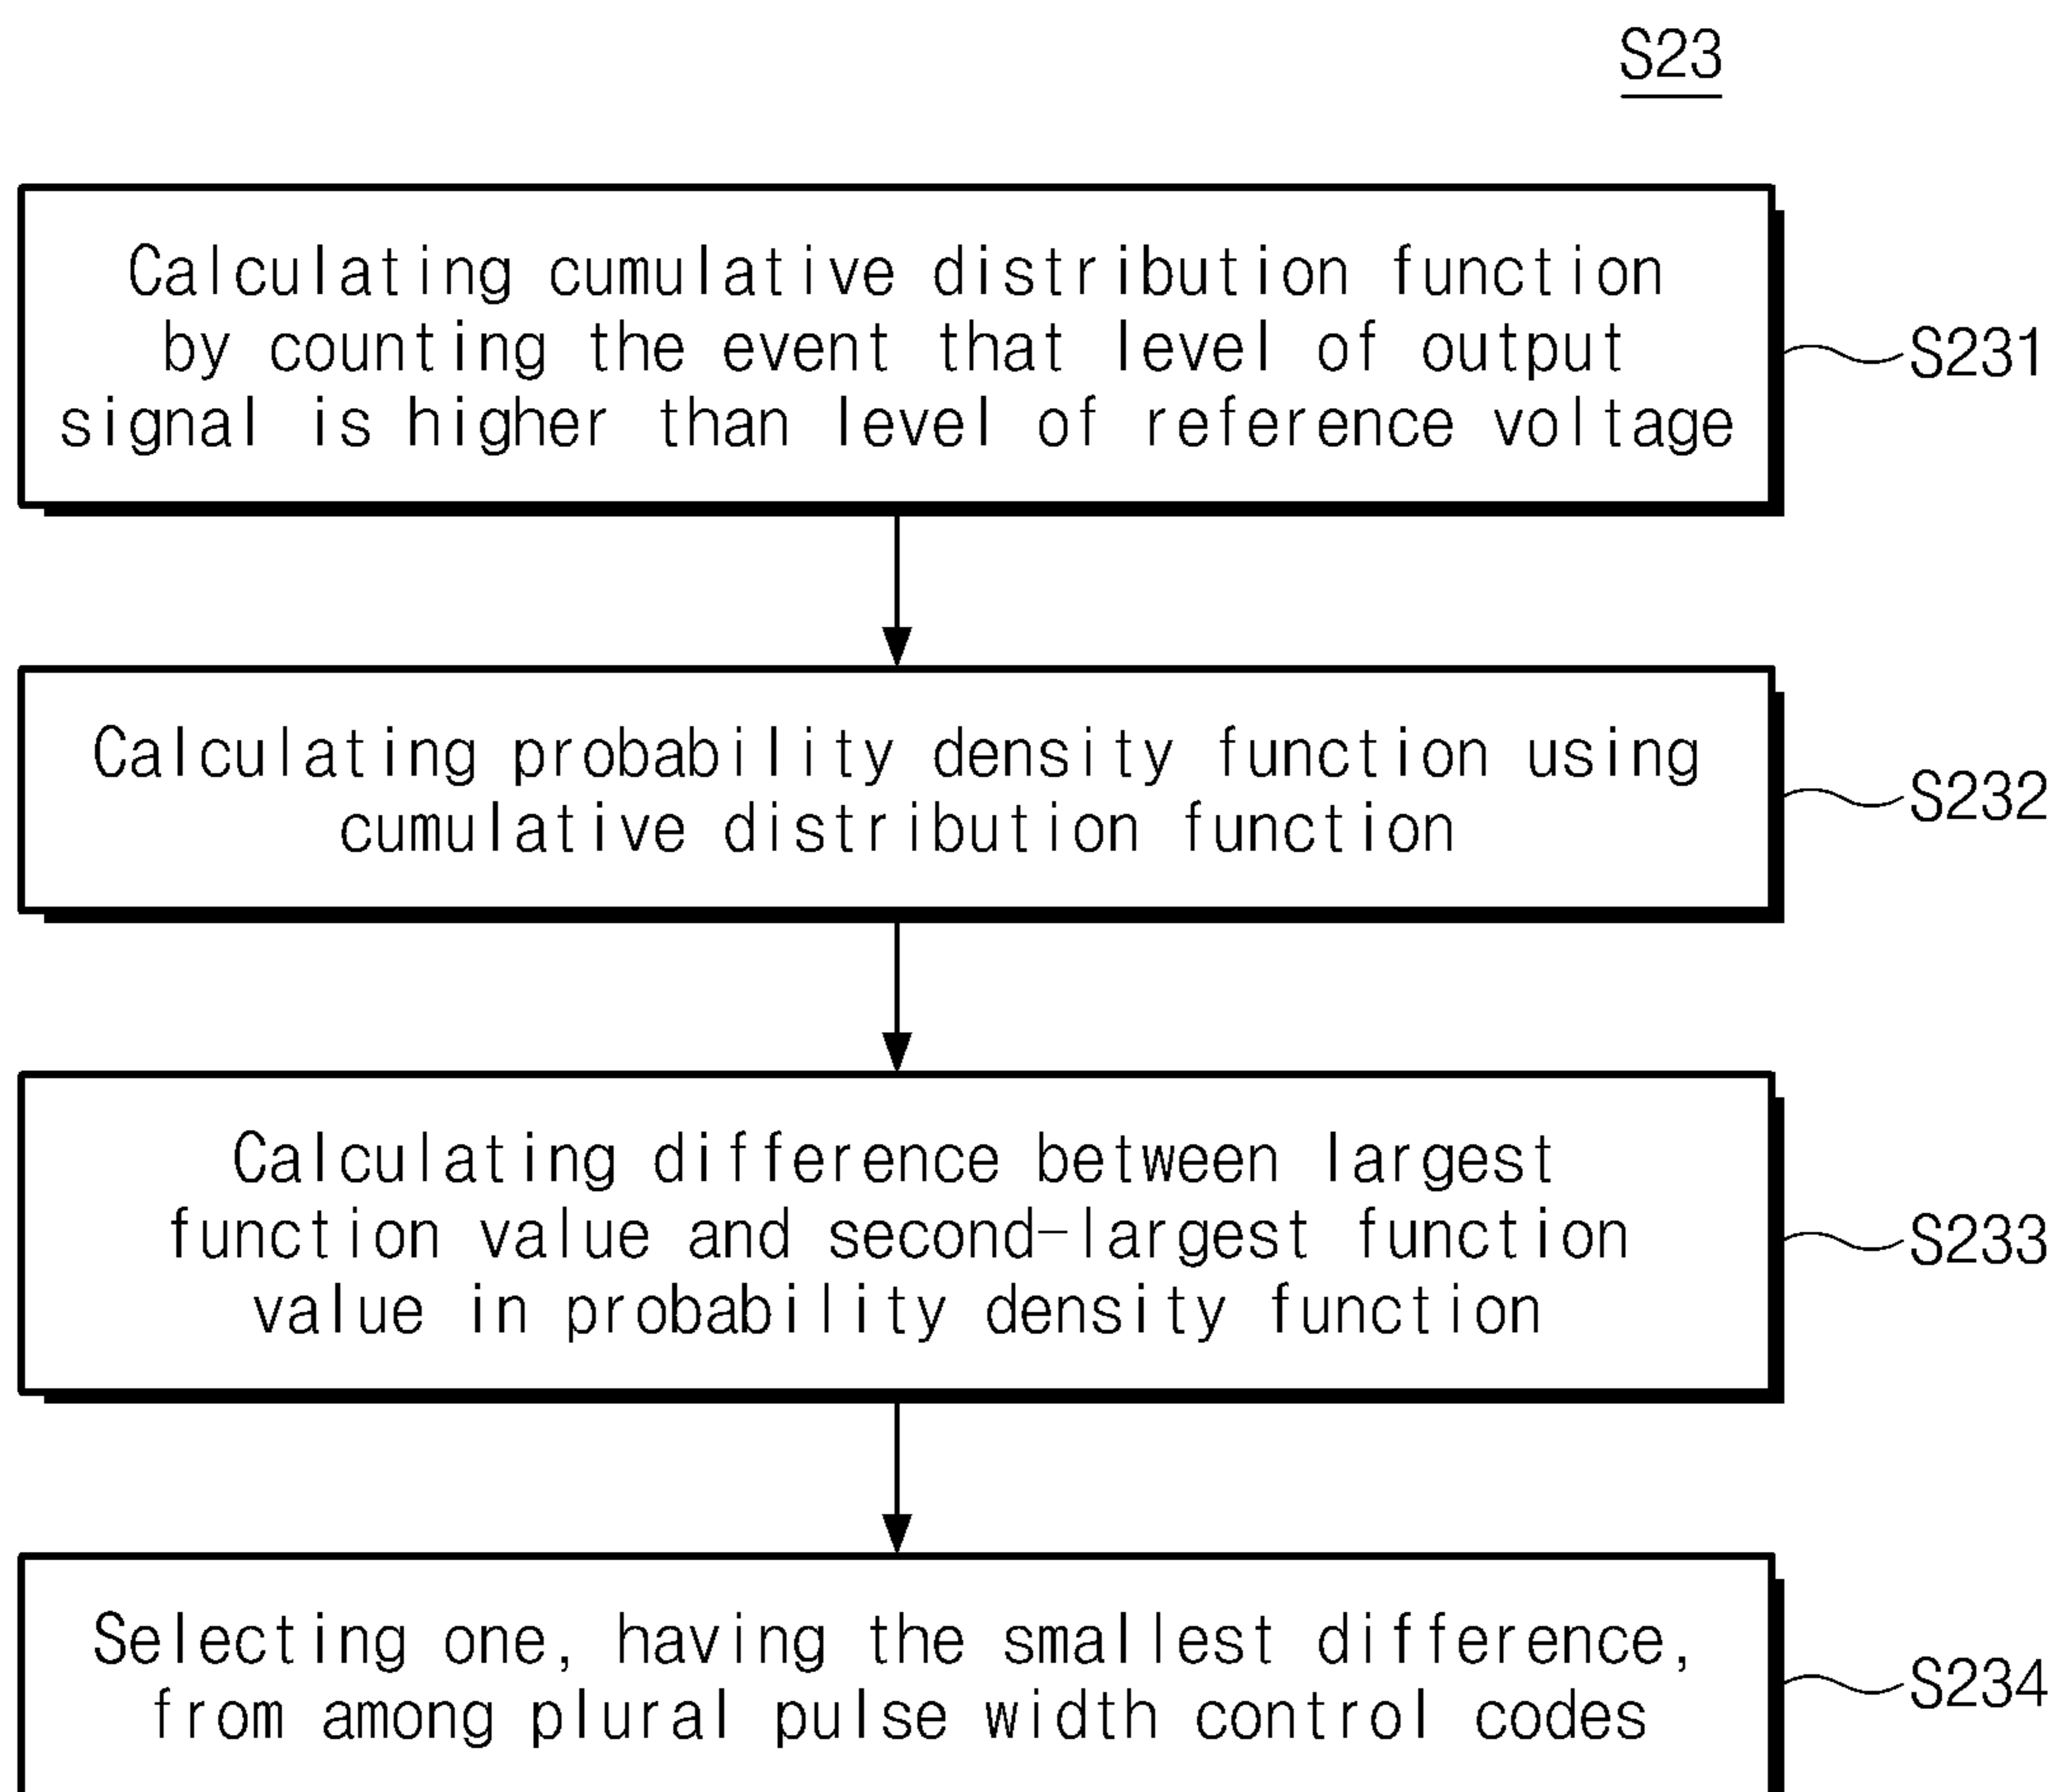 S23
Calculating cumulative distribution function
by counting the event that level of output
signal is higher than level of reference voltage
S231
Calculating probability density function using
cumulative distribution function
S232
Calculating difference between largest
function value and second-largest function
value in probability density function
S233
Selecting one, having the smallest difference,
from among plural pulse width control codes
S234